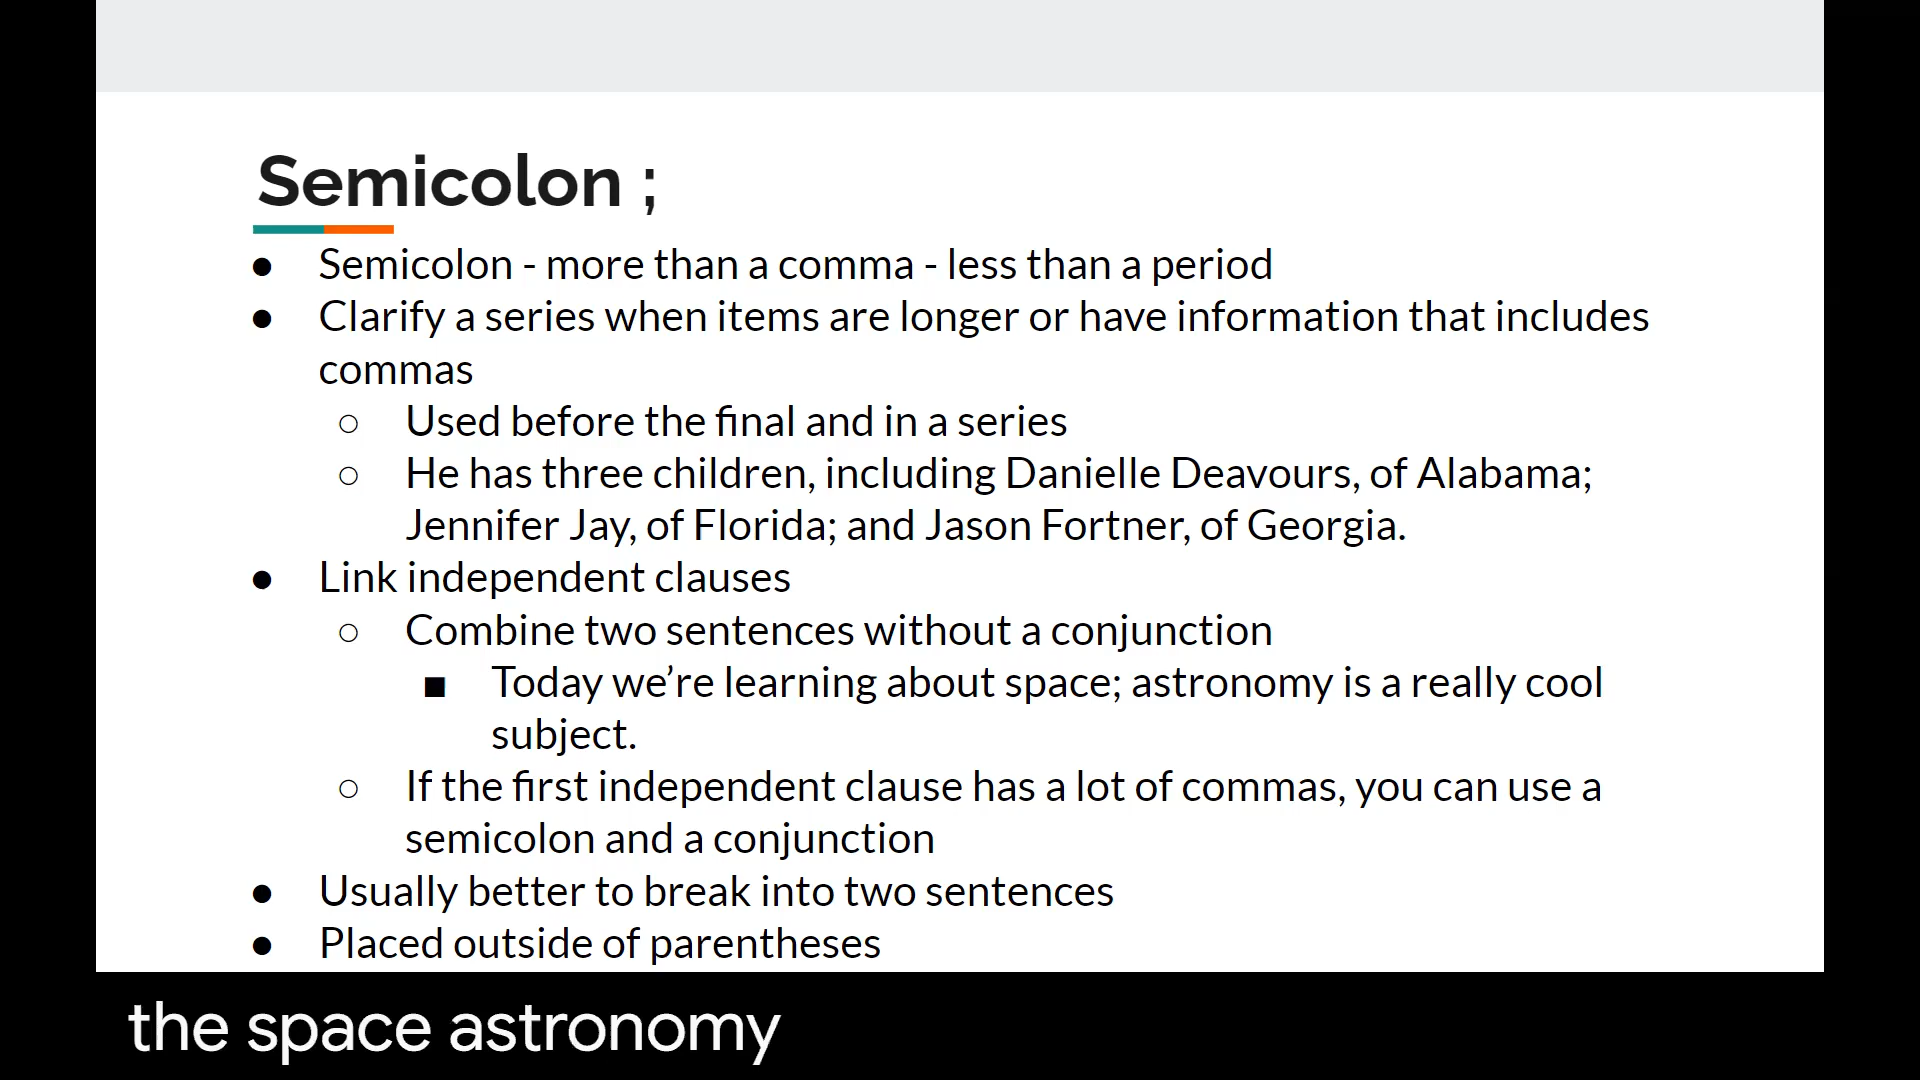 Semicolon ;
● Semicolon - more than a comma - less than a period
● Clarify a series when items are longer or have information that includes
commas
○ Used before the final and in a series
○ He has three children, including Danielle Deavours, of Alabama;
Jennifer Jay, of Florida; and Jason Fortner, of Georgia.
● Link independent clauses
○ Combine two sentences without a conjunction
■ Today we’re learning about space; astronomy is a really cool
subject.
○ If the first independent clause has a lot of commas, you can use a
semicolon and a conjunction
● Usually better to break into two sentences
● Placed outside of parentheses
the space astronomy